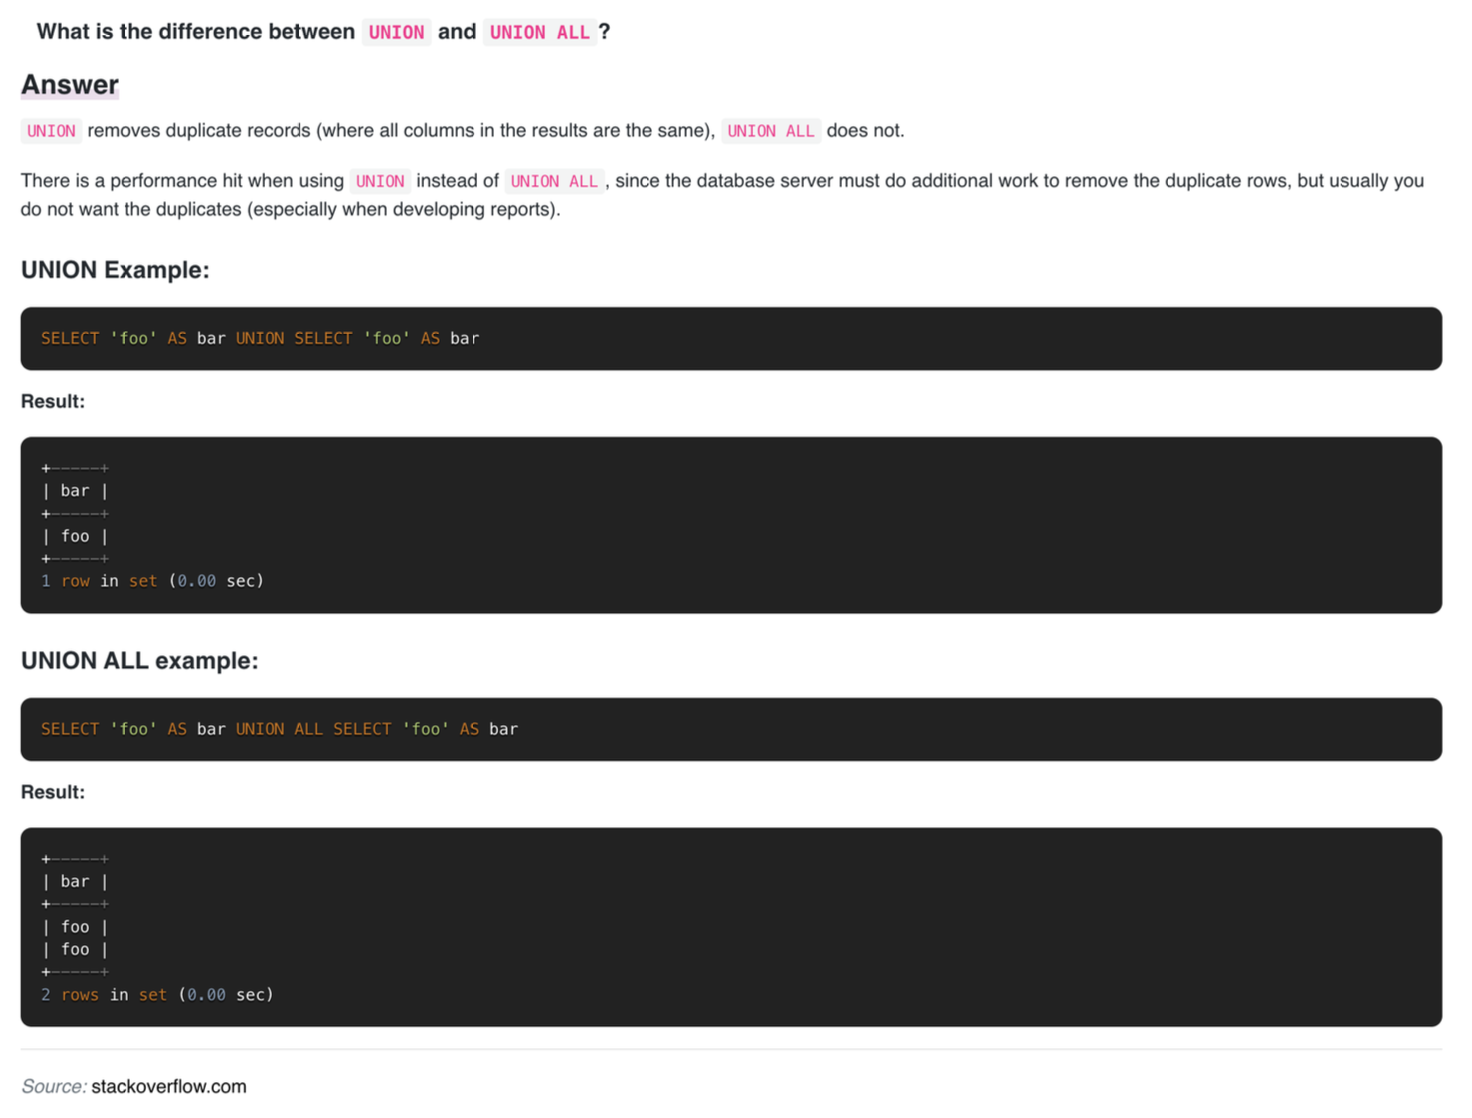 What is the difference between UNION and UNION ALL?
Answer
UNION removes duplicate records (where all columns in the results are the same), UNION ALL does not.
There is a performance hit when using UNION instead of UNION ALL, since the database server must do additional work to remove the duplicate rows, but usually you
do not want the duplicates (especially when developing reports).
UNION Example:
SELECT 'foo' AS bar UNION SELECT 'foo' AS bar
Result:
+-----+
| bar |
+-----+
| foo |
+-----+
1 row in set (0.00 sec)
UNION ALL example:
SELECT 'foo' AS bar UNION ALL SELECT 'foo' AS bar
Result:
+-----+
| bar |
+-----+
| foo |
| foo |
+-----+
2 rows in set (0.00 sec)
Source: stackoverflow.com